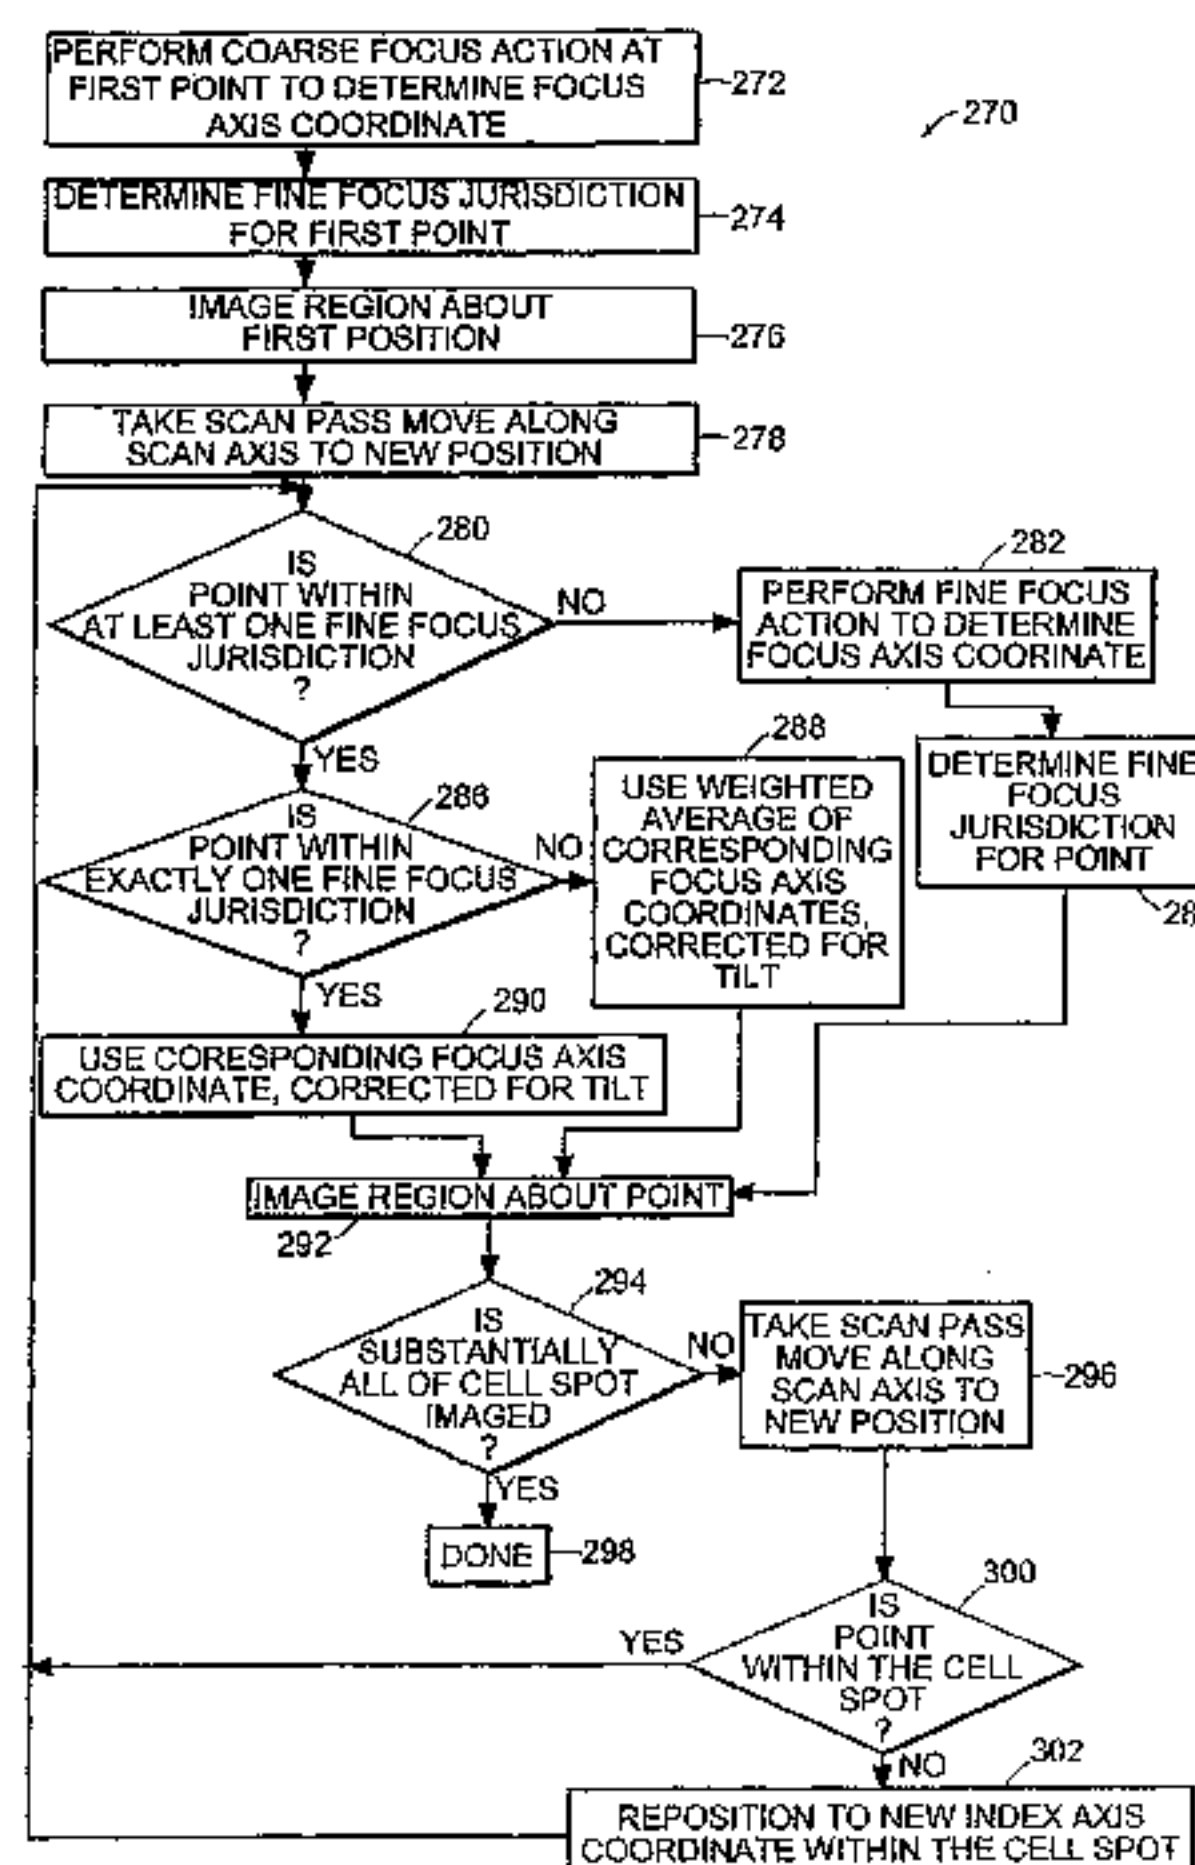 PERFORM COARSE FOCUS ACTION AT
FIRST POINT TO DETERMINE FOCUS
AXIS COORDINATE
272
270
DETERMINE FINE FOCUS JURISDICTION
FOR FIRST POINT
274
IMAGE REGION ABOUT
FIRST POSITION
276
TAKE SCAN PASS MOVE ALONG
SCAN AXIS TO NEW POSITION
278
280
IS
POINT WITHIN
AT LEAST ONE FINE FOCUS
JURISDICTION
?
NO
YES
282
PERFORM FINE FOCUS
ACTION TO DETERMINE
FOCUS AXIS COORINATE
DETERMINE FINE
FOCUS
JURISDICTION
FOR POINT
28
286
IS
POINT WITHIN
EXACTLY ONE FINE FOCUS
JURISDICTION
?
NO
YES
288
USE WEIGHTED
AVERAGE OF
CORRESPONDING
FOCUS AXIS
COORDINATES,
CORRECTED FOR
TILT
290
USE CORESPONDING FOCUS AXIS
COORDINATE, CORRECTED FOR TILT
IMAGE REGION ABOUT POINT
292
294
IS
SUBSTANTIALLY
ALL OF CELL SPOT
IMAGED
?
NO
YES
TAKE SCAN PASS
MOVE ALONG
SCAN AXIS TO
NEW POSITION
296
DONE
298
300
IS
POINT
WITHIN THE CELL
SPOT
?
YES
NO
302
REPOSITION TO NEW INDEX AXIS
COORDINATE WITHIN THE CELL SPOT